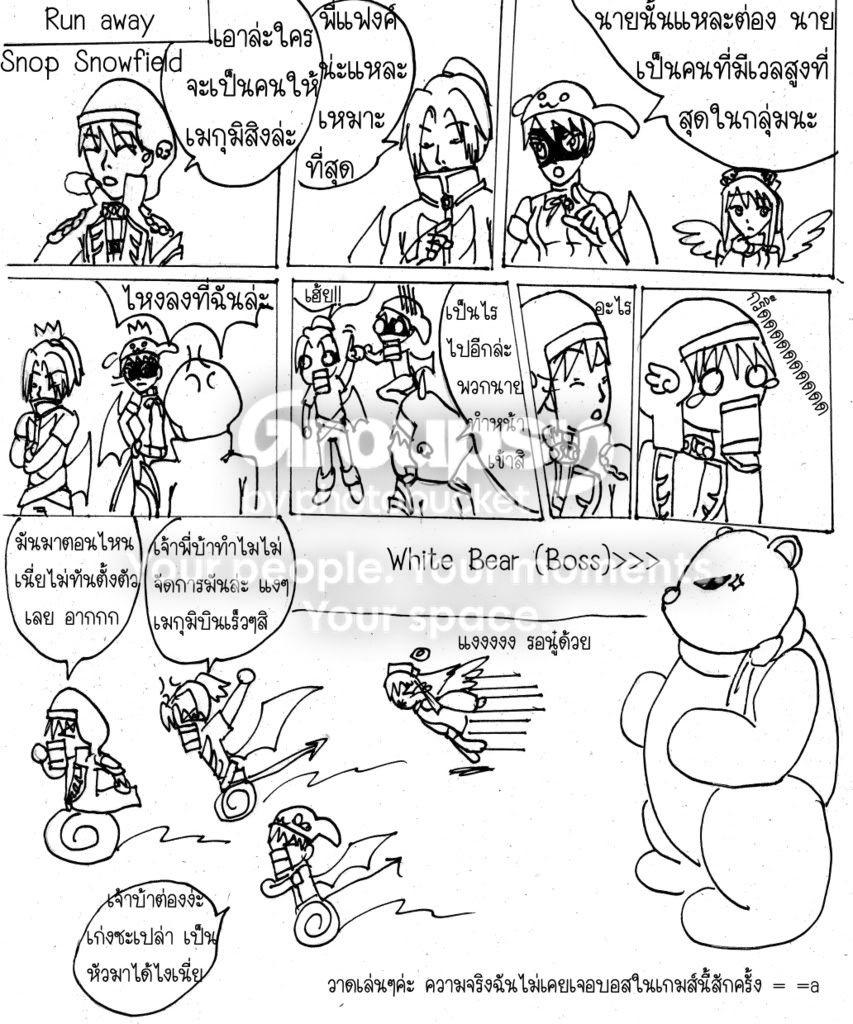 Run away
Snop Snowfield
เอาล่ะใคร
จะเป็นคนให้
เมกุมิสิงล่ะ
พี่แฟงค์
น่ะแหละ
เหมาะ
ที่สุด
นายนั้นแหละต่อง นาย
เป็นคนที่มีเวลสูงที่
สุดในกลุ่มนะ
ไหงลงที่ฉันล่ะ
เฮ้ย!!
เป็นไร
ไปอีกล่ะ
พวกนาย
ทำหน้า
เข้าสิ
อะไร
มันมาตอนไหน
เนี่ยไม่ทันตั้งตัว
เลย อากกก
เจ้าพี่บ้าทำไมไม่
จัดการมันละ แงๆ
เมกุมิบินเร็วๆสิ
White Bear (Boss)>>>
แงงงงง รอนู๋ด้วย
เจ้าบ้าต่องง่ะ
เก่งซะเปล่า เป็น
หัวมาได้ไงเนี่ย
วาดเล่นๆค่ะ ความจริงฉันไม่เคยเจอบอสในเกมส์นี้สักครั้ง = =a
by photobucket
Your people. Your moments.
Your space.